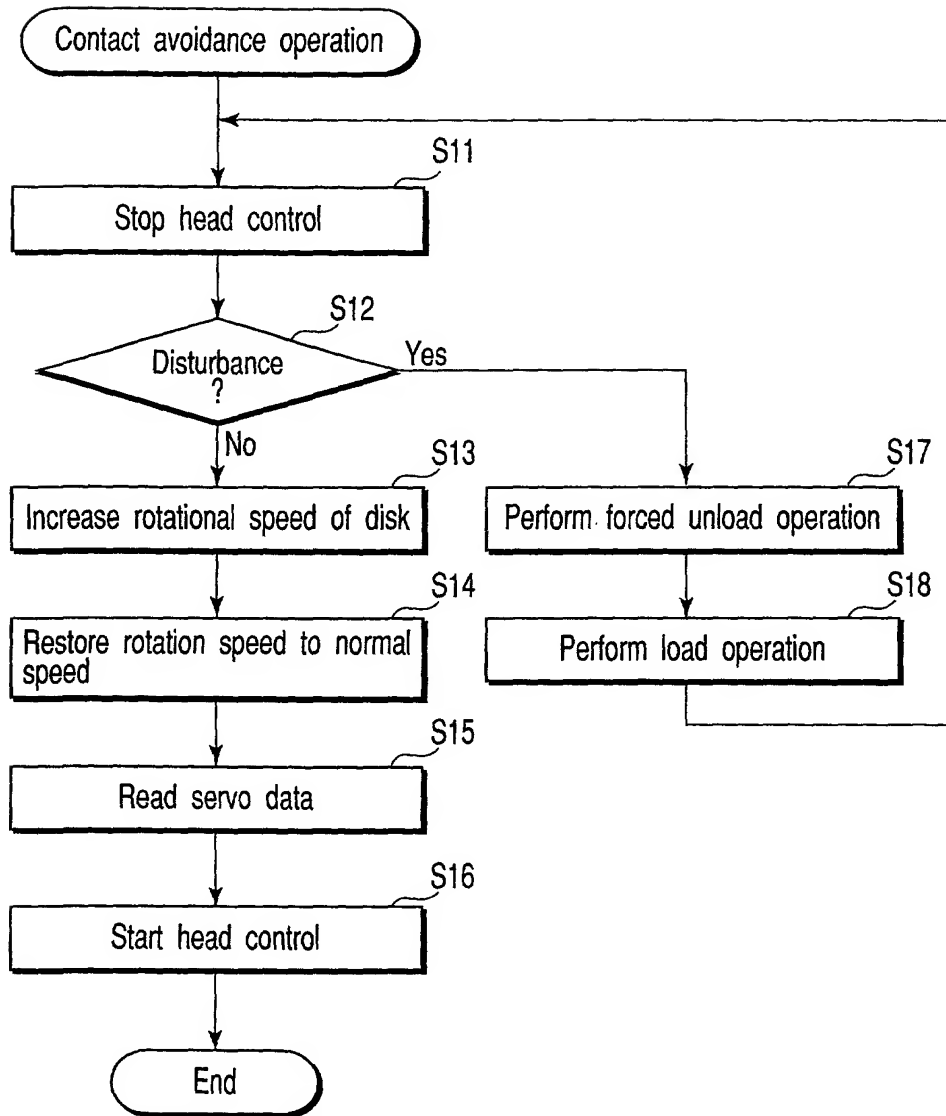 Contact avoidance operation
S11
Stop head control
S12
Disturbance
?
Yes
No
S13
Increase rotational speed of disk
S17
Perform forced unload operation
S14
Restore rotation speed to normal
speed
S18
Perform load operation
S15
Read servo data
S16
Start head control
End